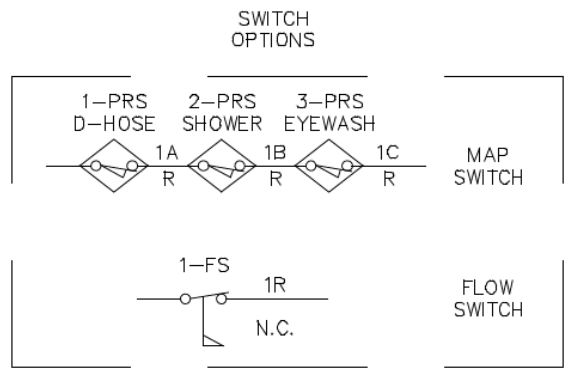 SWITCH
OPTIONS
1-PRS 2-PRS 3-PRS
D-HOSE SHOWER EYEWASH
1A 1B 1C
R R R
MAP
SWITCH
1-FS
1R
N.C.
FLOW
SWITCH